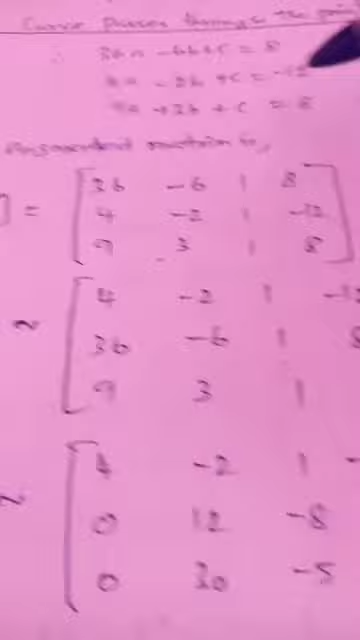 Curve passes through the poin
∴ 36a -6b+c = 8
4a - 2b + c = -12
9a +3b + c = 8
Augmented matrix is,
] = [ 36 -6 1 8 ]
4 -2 1 -12
9 3 1 8
~ [ 4 -2 1 -12
36 -6 1 8
9 3 1
~ [ 4 -2 1 -
0 12 -8
0 30 -5